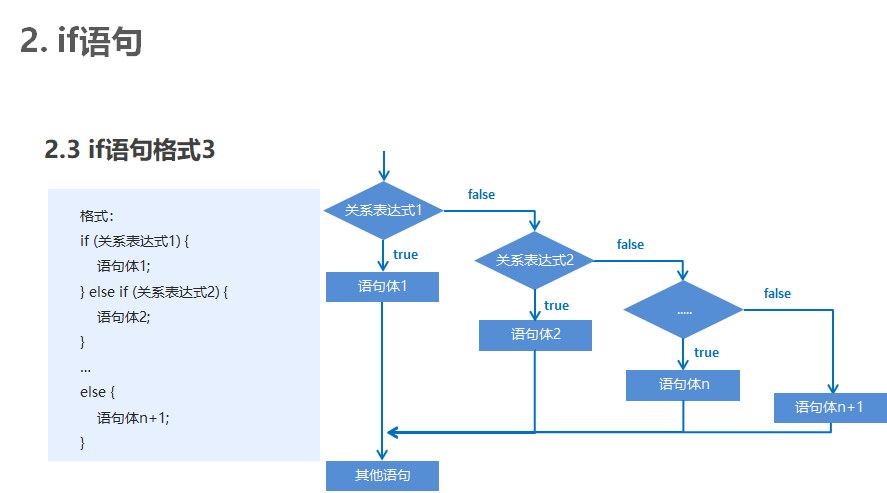 2. if语句
2.3 if语句格式3
格式：
if (关系表达式1) {
语句体1;
} else if (关系表达式2) {
语句体2;
}
...
else {
语句体n+1;
}
关系表达式1
false
true
语句体1
关系表达式2
false
true
语句体2
.....
false
true
语句体n
语句体n+1
其他语句